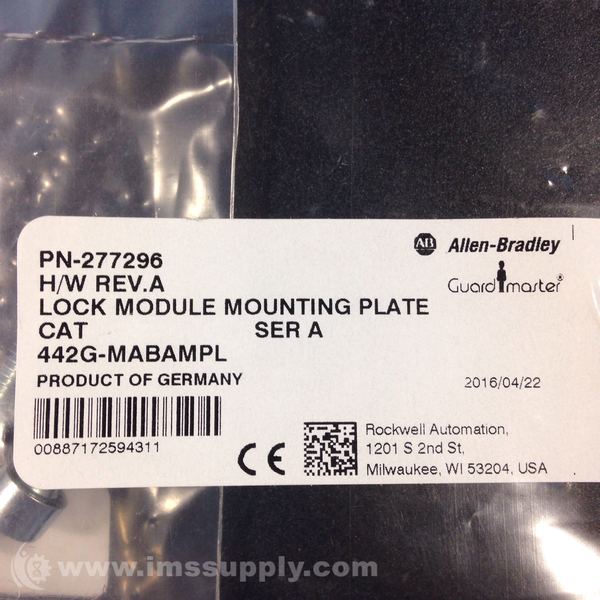 PN-277296
H/W REV.A
LOCK MODULE MOUNTING PLATE
CAT SER A
442G-MABAMPL
PRODUCT OF GERMANY
00887172594311
AB Allen-Bradley
Guardmaster®
2016/04/22
CE
Rockwell Automation,
1201 S 2nd St,
Milwaukee, WI 53204, USA
© www.imssupply.com